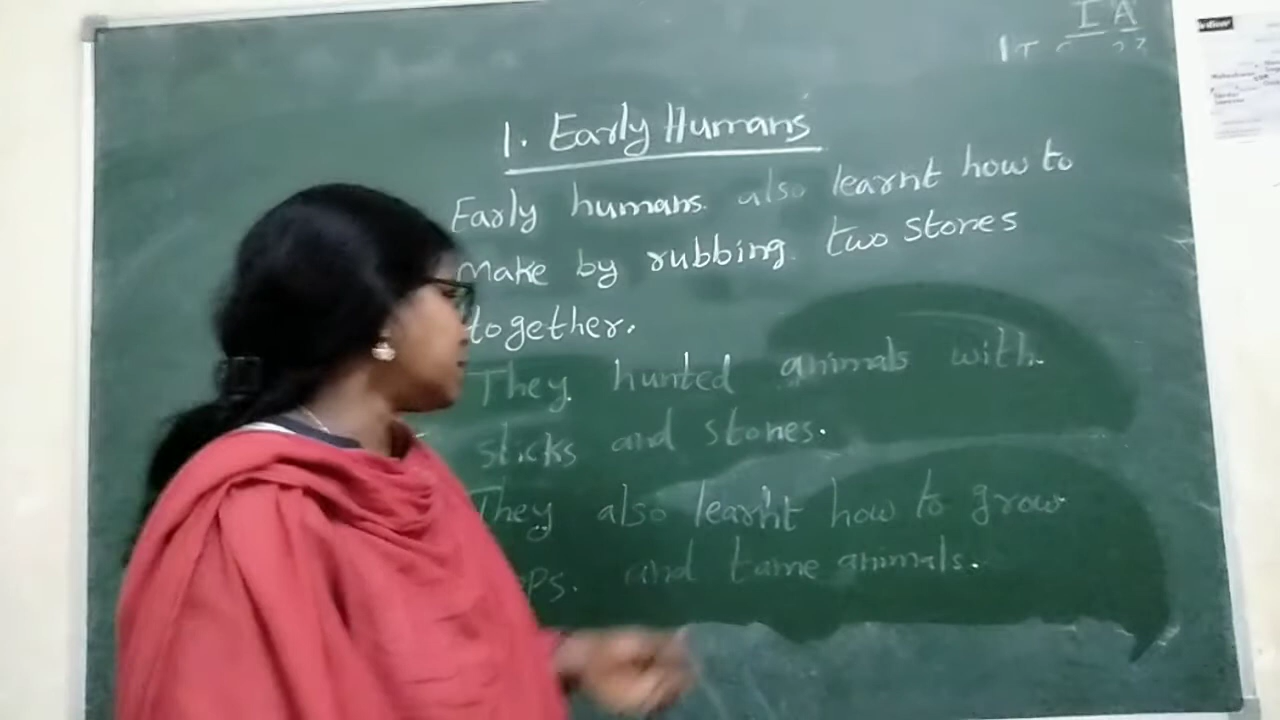 I A
1. Early Humans
Early humans. also learnt how to
make by rubbing. two stones
together.
They hunted animals with
sticks and stones.
They also learnt how to grow
and tame animals.